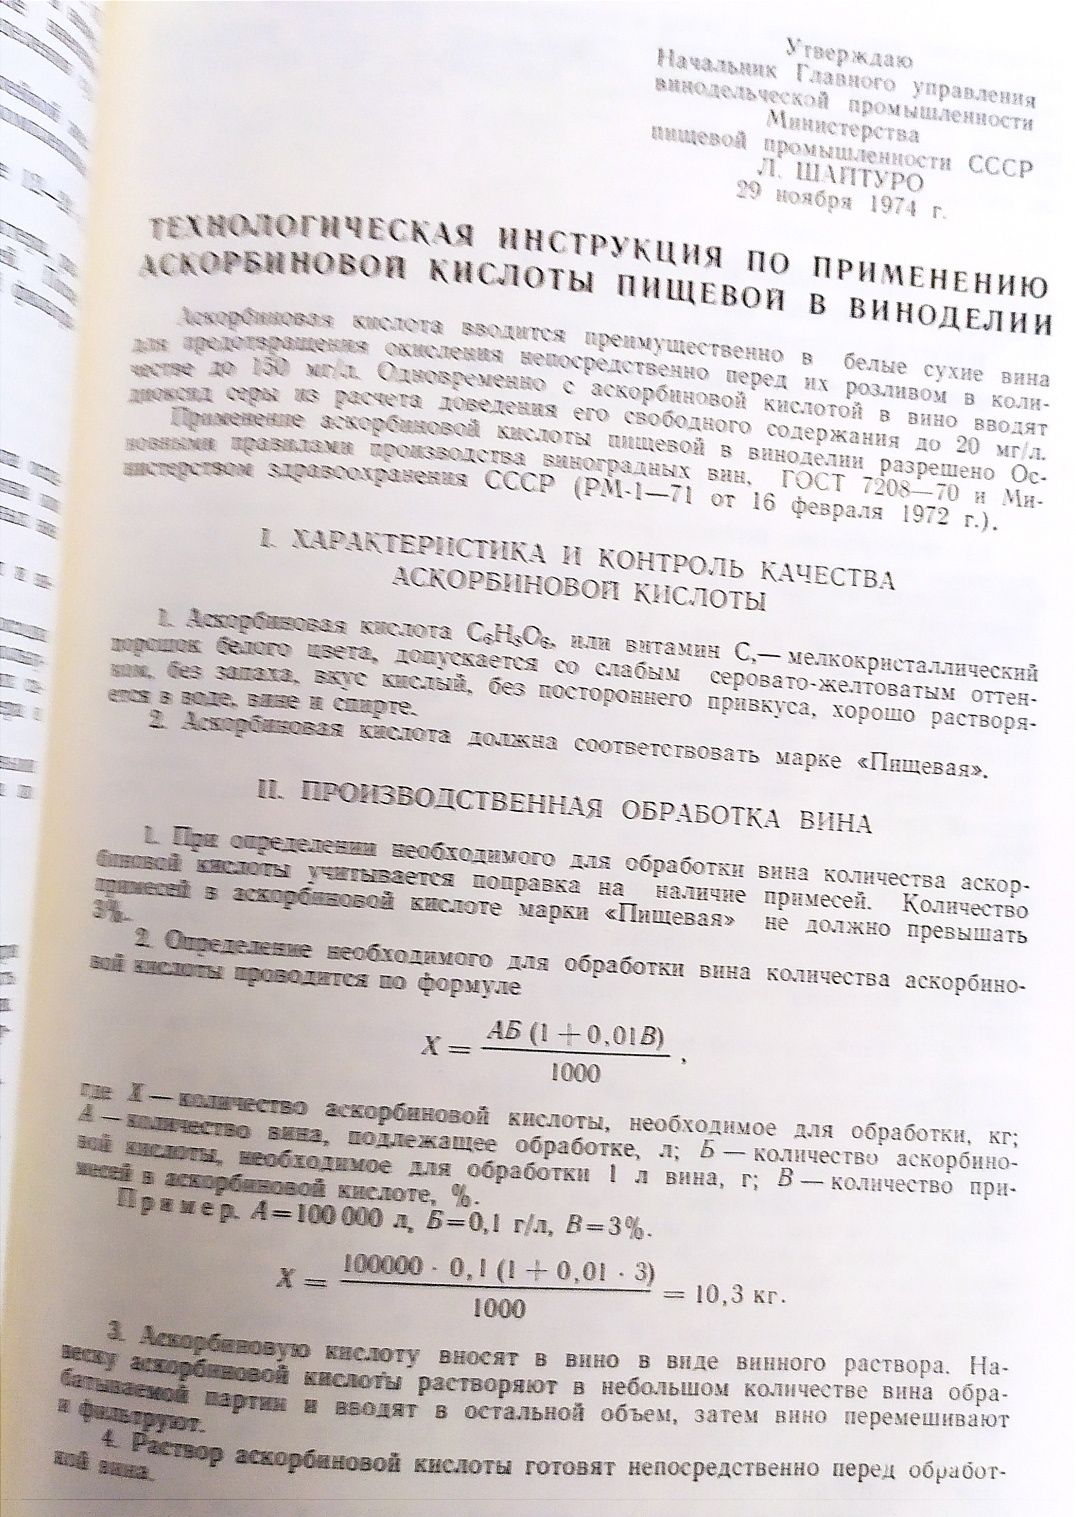 Утверждаю
Начальник Главного управления
винодельческой промышленности
Министерства
пищевой промышленности СССР
Л. ШАПТУРО
29 ноября 1974 г.
ТЕХНОЛОГИЧЕСКАЯ ИНСТРУКЦИЯ ПО ПРИМЕНЕНИЮ
АСКОРБИНОВОЙ КИСЛОТЫ ПИЩЕВОЙ В ВИНОДЕЛИИ
Аскорбиновая кислота вводится преимущественно в белые сухие вина
для предотвращения окисления непосредственно перед их розливом в коли-
честве до 150 мг/л. Одновременно с аскорбиновой кислотой в вино вводят
диоксид серы из расчета доведения его свободного содержания до 20 мг/л.
Применение аскорбиновой кислоты пищевой в виноделии разрешено Ос-
новными правилами производства виноградных вин, ГОСТ 7208—70 и Ми-
нистерством здравоохранения СССР (РМ-1—71 от 16 февраля 1972 г.).
I. ХАРАКТЕРИСТИКА И КОНТРОЛЬ КАЧЕСТВА
АСКОРБИНОВОЙ КИСЛОТЫ
1. Аскорбиновая кислота C₆H₈O₆, или витамин С,— мелкокристаллический
порошок белого цвета, допускается со слабым серовато-желтоватым оттен-
ком, без запаха, вкус кислый, без постороннего привкуса, хорошо растворя-
ется в воде, вине и спирте.
2. Аскорбиновая кислота должна соответствовать марке «Пищевая».
II. ПРОИЗВОДСТВЕННАЯ ОБРАБОТКА ВИНА
1. При определении необходимого для обработки вина количества аскор-
биновой кислоты учитывается поправка на наличие примесей. Количество
примесей в аскорбиновой кислоте марки «Пищевая» не должно превышать
3%.
2. Определение необходимого для обработки вина количества аскорбино-
вой кислоты проводится по формуле
X = АБ (1 + 0,01В) / 1000 ,
где X — количество аскорбиновой кислоты, необходимое для обработки, кг;
А — количество вина, подлежащее обработке, л; Б — количество аскорбино-
вой кислоты, необходимое для обработки 1 л вина, г; В — количество при-
месей в аскорбиновой кислоте, %.
Пример. А=100 000 л, Б=0,1 г/л, В=3%.
X = 100000 · 0,1 (1 + 0,01 · 3) / 1000 = 10,3 кг.
3. Аскорбиновую кислоту вносят в вино в виде винного раствора. На-
веску аскорбиновой кислоты растворяют в небольшом количестве вина обра-
батываемой партии и вводят в остальной объем, затем вино перемешивают
и фильтруют.
4. Раствор аскорбиновой кислоты готовят непосредственно перед обработ-
кой вина.